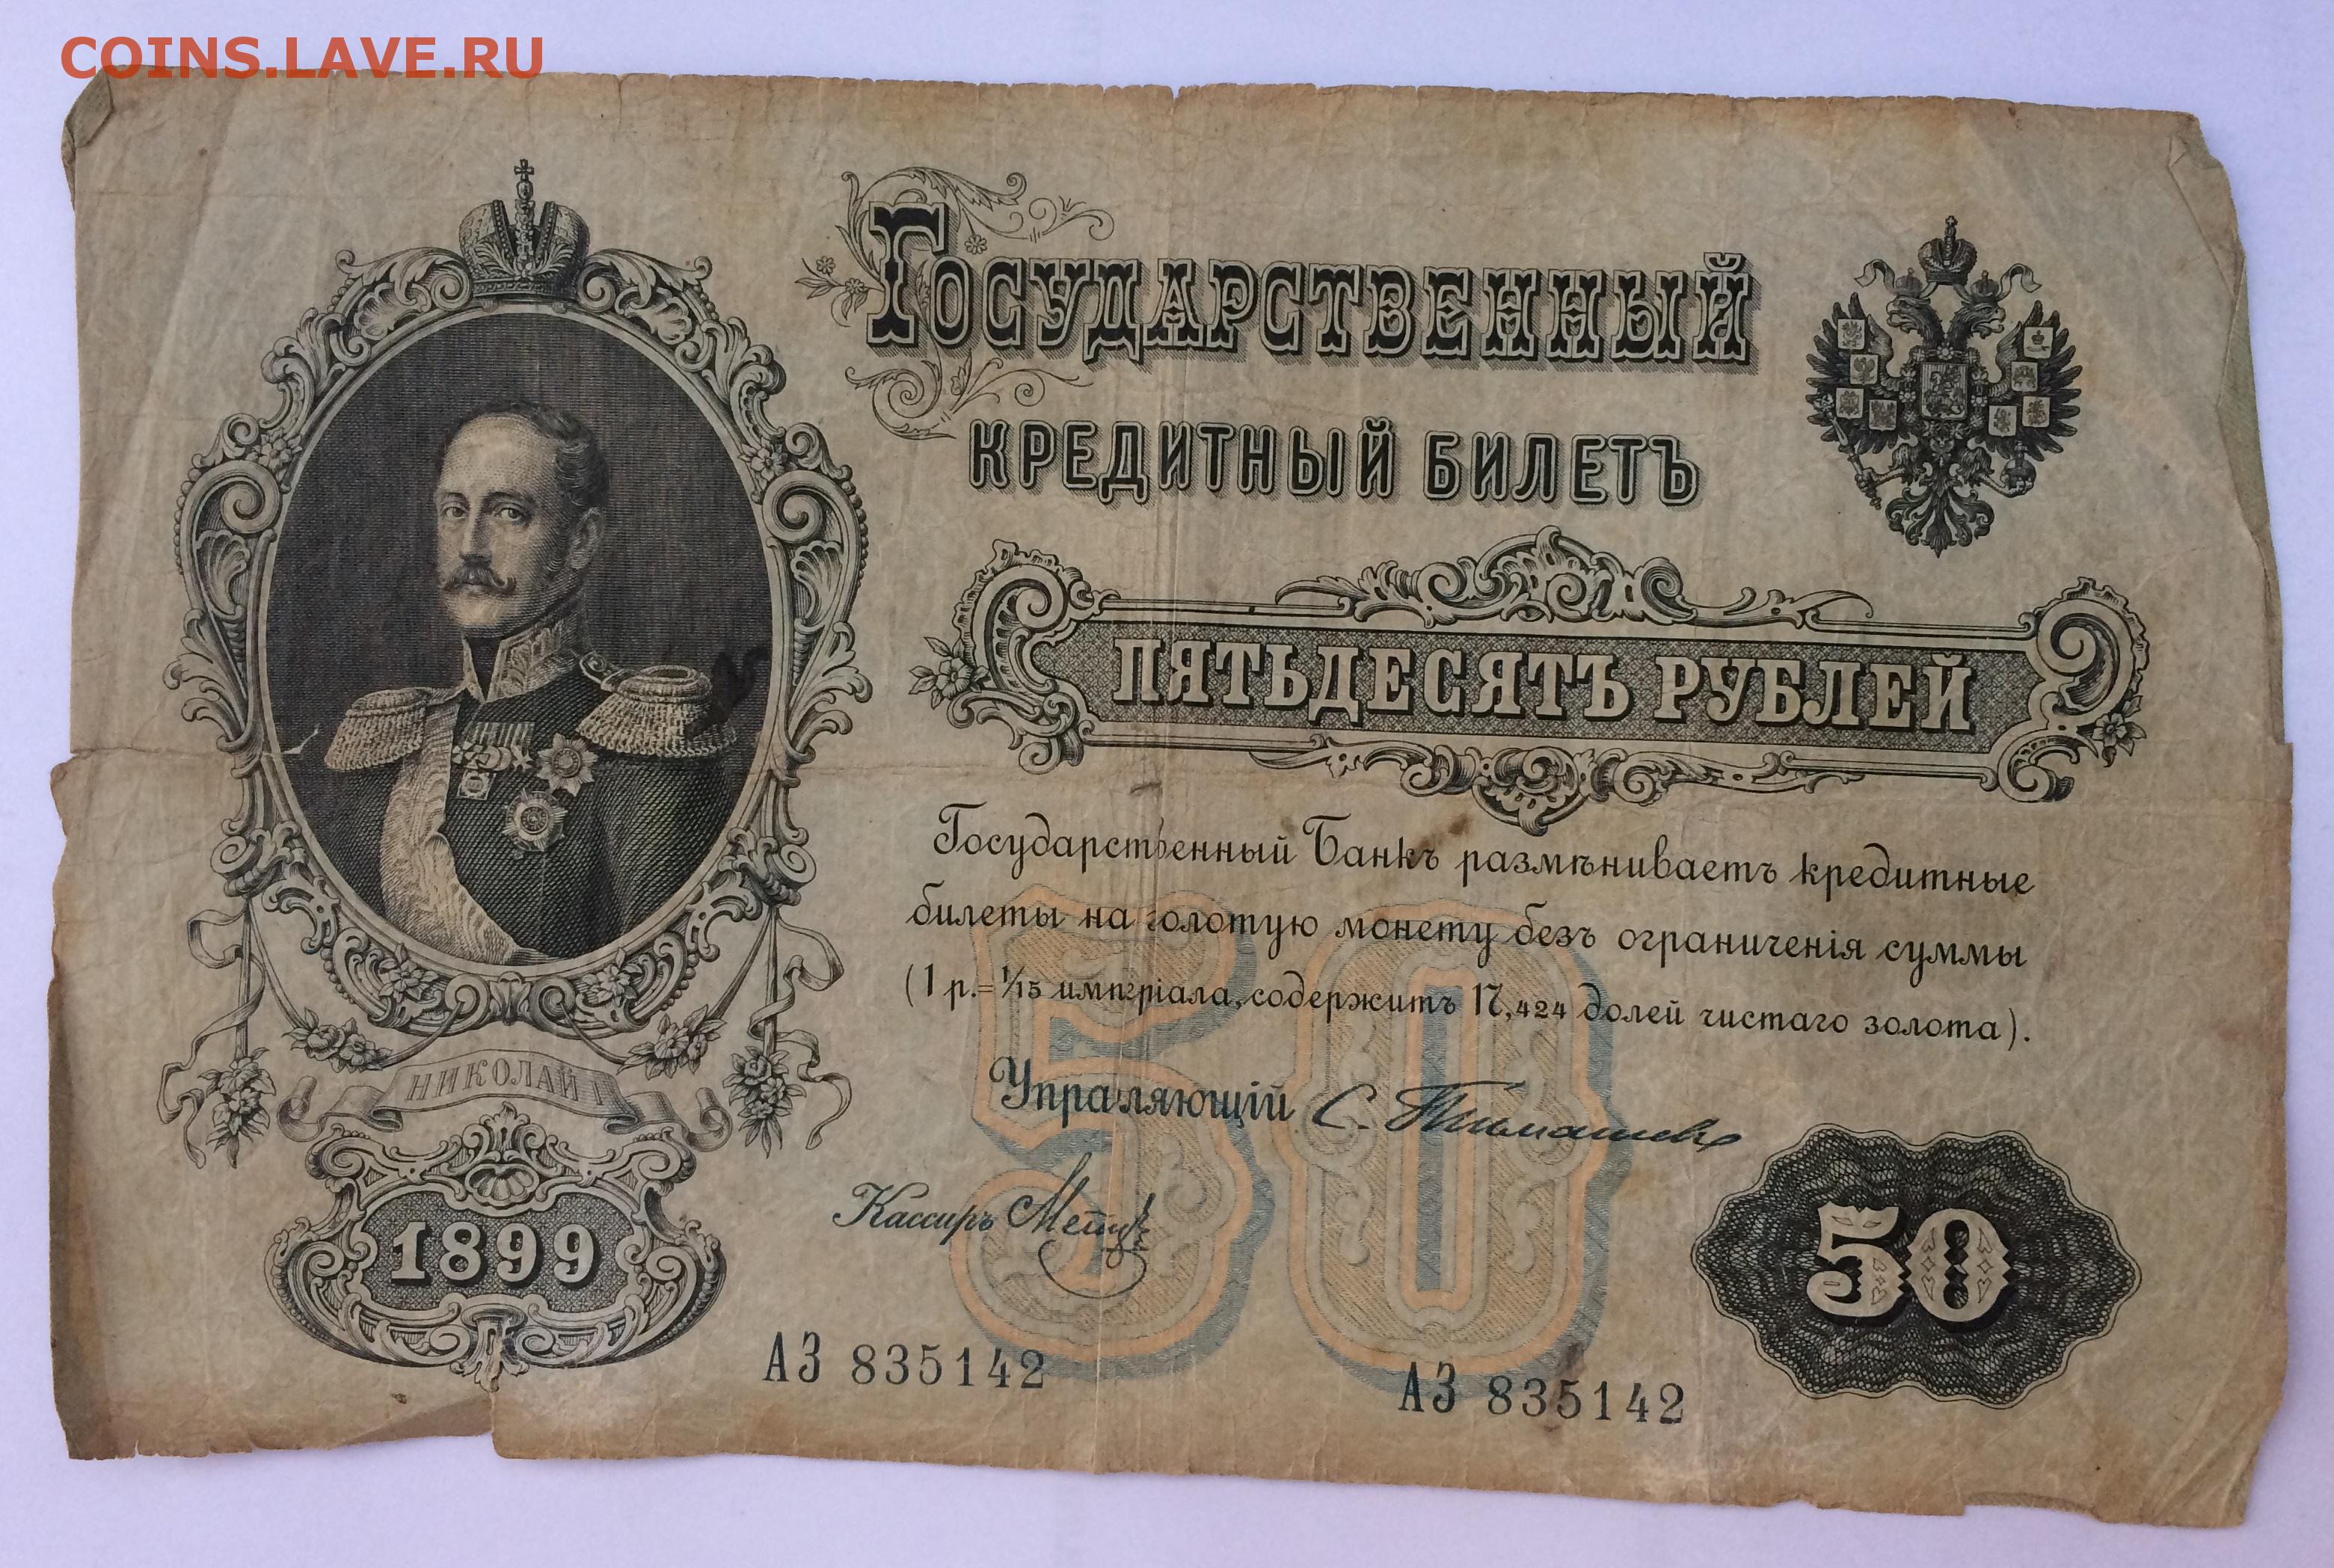 COINS.LAVE.RU
ГОСУДАРСТВЕННЫЙ
КРЕДИТНЫЙ БИЛЕТЪ
ПЯТЬДЕСЯТЪ РУБЛЕЙ
Государственный Банкъ размѣниваетъ кредитные
билеты на золотую монету безъ ограниченія суммы
(1 р.=1/15 имперіала, содержитъ 17,424 долей чистаго золота).
Управляющій С. Тимашевъ
Кассиръ
50
НИКОЛАЙ I
1899
50
АЗ 835142
АЗ 835142